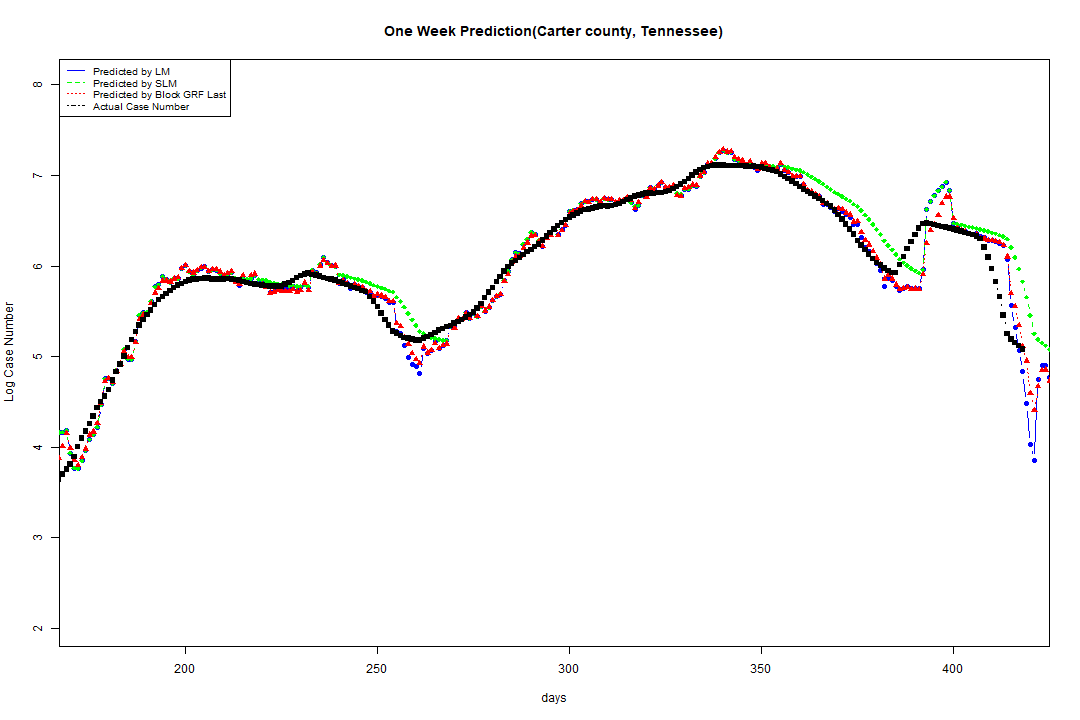 One Week Prediction(Carter county, Tennessee)
Predicted by LM
Predicted by SLM
Predicted by Block GRF Last
Actual Case Number
8
7
6
5
4
3
2
Log Case Number
200 250 300 350 400
days